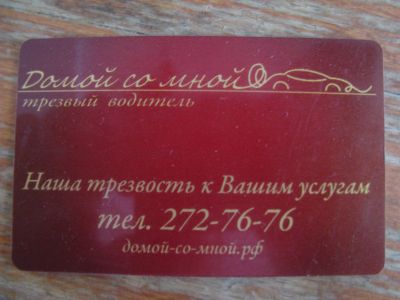 Домой со мной
трезвый водитель
Наша трезвость к Вашим услугам
тел. 272-76-76
домой-со-мной.рф